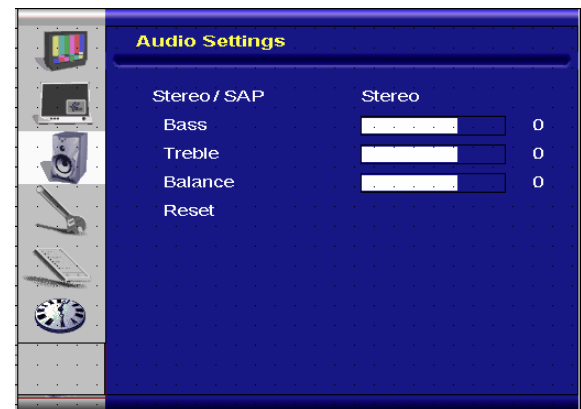 Audio Settings
Stereo / SAP Stereo
Bass 0
Treble 0
Balance 0
Reset